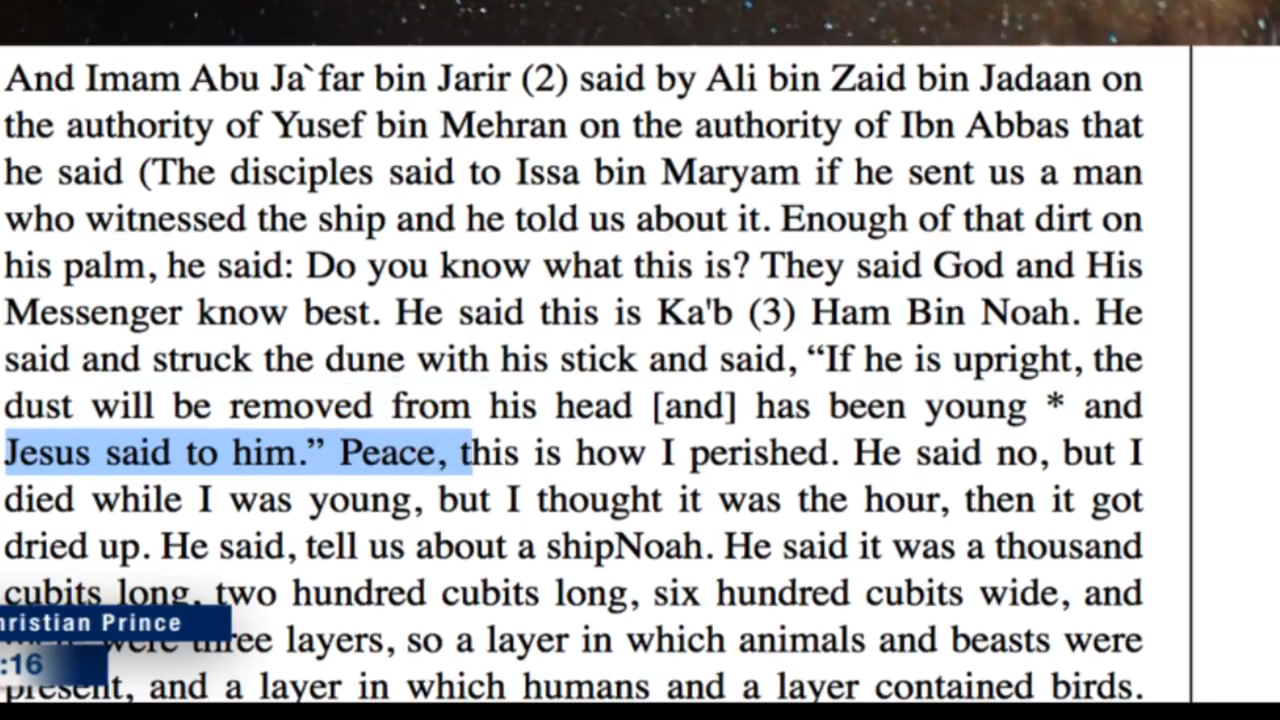 And Imam Abu Ja`far bin Jarir (2) said by Ali bin Zaid bin Jadaan on
the authority of Yusef bin Mehran on the authority of Ibn Abbas that
he said (The disciples said to Issa bin Maryam if he sent us a man
who witnessed the ship and he told us about it. Enough of that dirt on
his palm, he said: Do you know what this is? They said God and His
Messenger know best. He said this is Ka'b (3) Ham Bin Noah. He
said and struck the dune with his stick and said, “If he is upright, the
dust will be removed from his head [and] has been young * and
Jesus said to him.” Peace, this is how I perished. He said no, but I
died while I was young, but I thought it was the hour, then it got
dried up. He said, tell us about a shipNoah. He said it was a thousand
cubits long, two hundred cubits long, six hundred cubits wide, and
were three layers, so a layer in which animals and beasts were
present, and a layer in which humans and a layer contained birds.
hristian Prince
:16